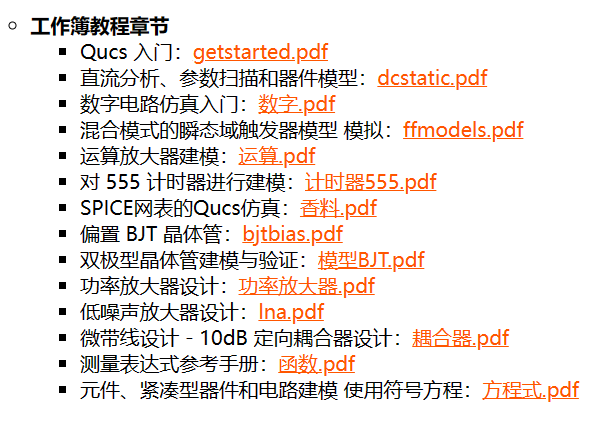 工作簿教程章节
Qucs 入门：getstarted.pdf
直流分析、参数扫描和器件模型：dcstatic.pdf
数字电路仿真入门：数字.pdf
混合模式的瞬态域触发器模型 模拟：ffmodels.pdf
运算放大器建模：运算.pdf
对 555 计时器进行建模：计时器555.pdf
SPICE网表的Qucs仿真：香料.pdf
偏置 BJT 晶体管：bjtbias.pdf
双极型晶体管建模与验证：模型BJT.pdf
功率放大器设计：功率放大器.pdf
低噪声放大器设计：lna.pdf
微带线设计 - 10dB 定向耦合器设计：耦合器.pdf
测量表达式参考手册：函数.pdf
元件、紧凑型器件和电路建模 使用符号方程：方程式.pdf